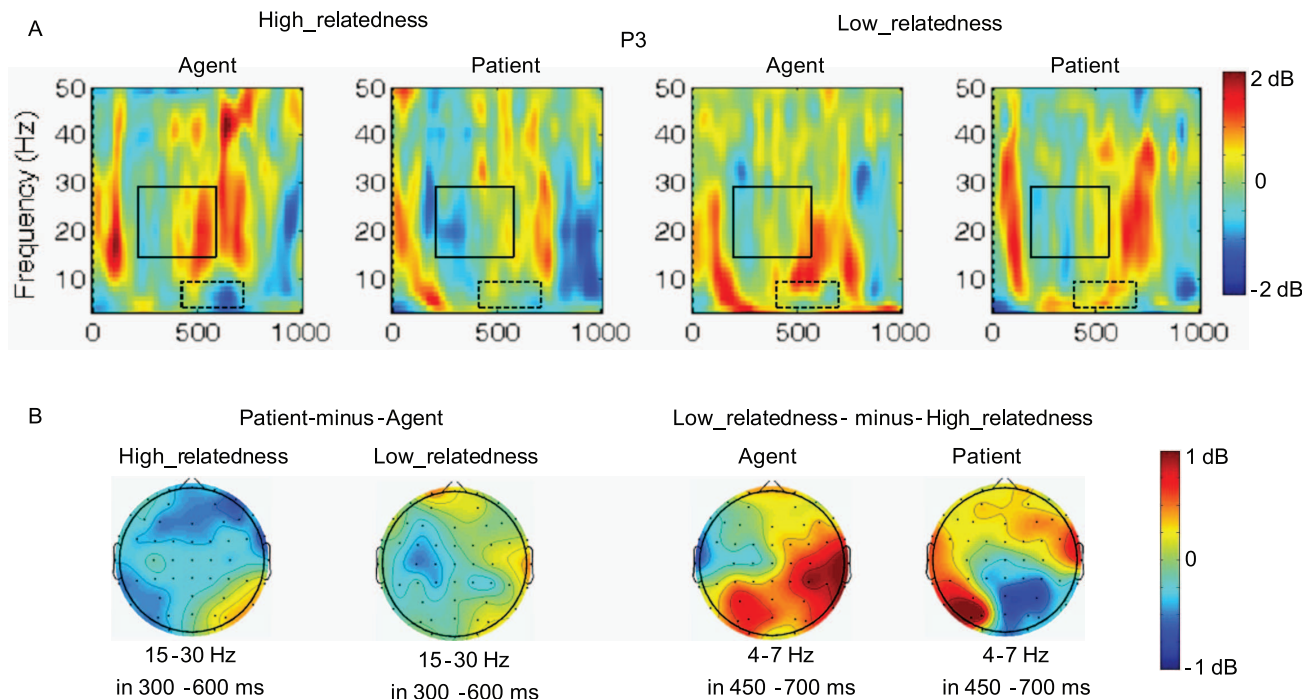 A
High_relatedness
P3
Low_relatedness
Agent
Patient
Agent
Patient
Frequency (Hz)
50
40
30
20
10
0
500
1000
50
40
30
20
10
0
500
1000
50
40
30
20
10
0
500
1000
50
40
30
20
10
0
500
1000
2 dB
0
-2 dB
B
Patient-minus-Agent
Low_relatedness- minus-High_relatedness
High_relatedness
Low_relatedness
Agent
Patient
1 dB
0
-1 dB
15-30 Hz
in 300 -600 ms
15-30 Hz
in 300 -600 ms
4-7 Hz
in 450 -700 ms
4-7 Hz
in 450 -700 ms